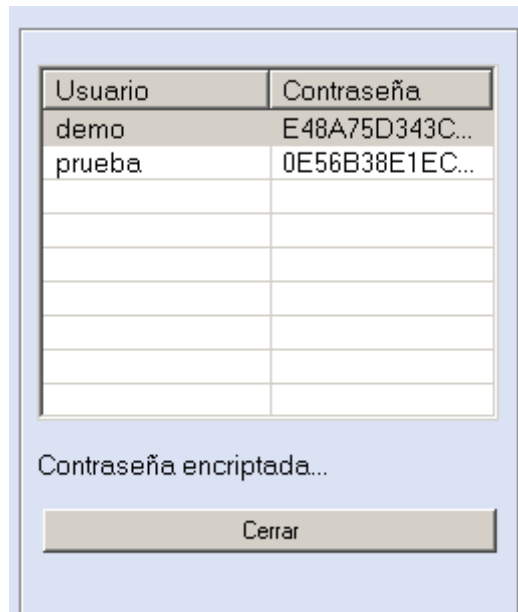 Usuario Contraseña
demo E48A75D343C...
prueba 0E56B38E1EC...
Contraseña encriptada...
Cerrar